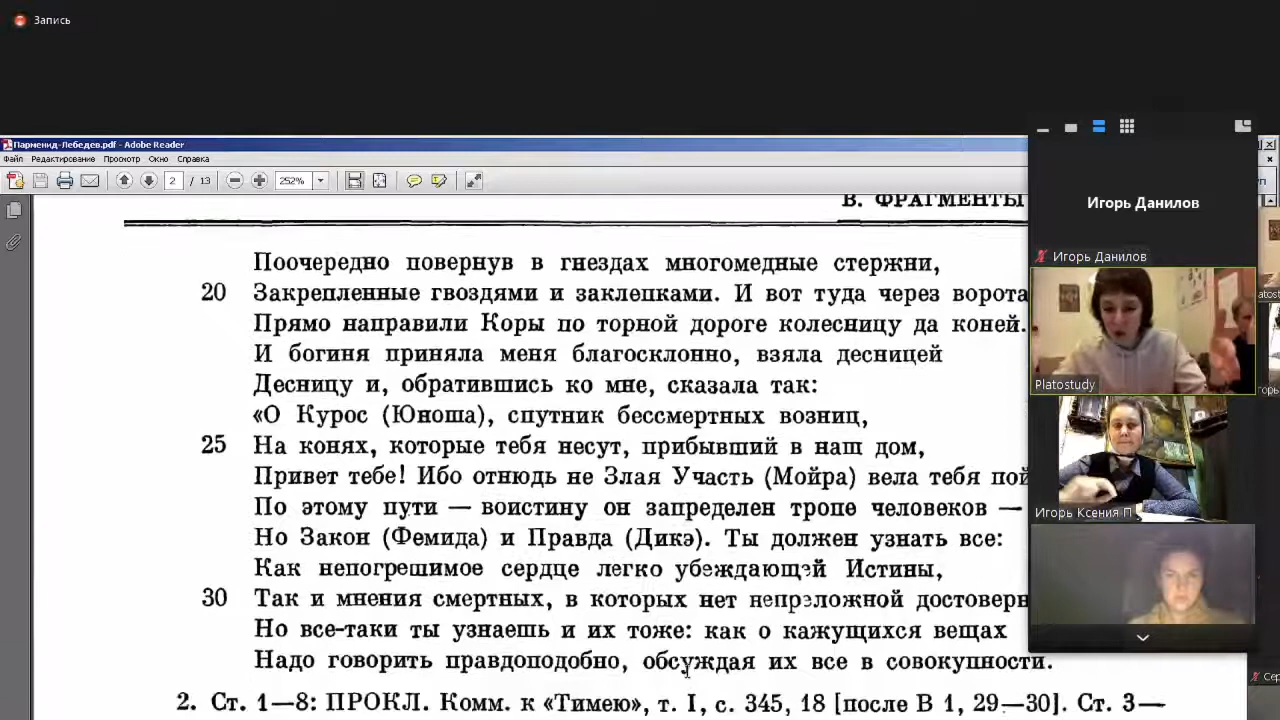 Запись
Парменид-Лебедев.pdf - Adobe Reader
Файл Редактирование Просмотр Окно Справка
2 / 13 252%
В. ФРАГМЕНТЫ
Поочередно повернув в гнездах многомедные стержни,
20 Закрепленные гвоздями и заклепками. И вот туда через ворота
Прямо направили Коры по торной дороге колесницу да коней.
И богиня приняла меня благосклонно, взяла десницей
Десницу и, обратившись ко мне, сказала так:
«О Курос (Юноша), спутник бессмертных возниц,
25 На конях, которые тебя несут, прибывший в наш дом,
Привет тебе! Ибо отнюдь не Злая Участь (Мойра) вела тебя пой
По этому пути — воистину он запределен тропе человеков —
Но Закон (Фемида) и Правда (Дикэ). Ты должен узнать все:
Как непогрешимое сердце легко убеждающей Истины,
30 Так и мнения смертных, в которых нет непреложной достоверн
Но все-таки ты узнаешь и их тоже: как о кажущихся вещах
Надо говорить правдоподобно, обсуждая их все в совокупности.
2. Ст. 1—8: ПРОКЛ. Комм. к «Тимею», т. I, с. 345, 18 [после В 1, 29—30]. Ст. 3—
Игорь Данилов
Игорь Данилов
Platostudy
Игорь Ксения П